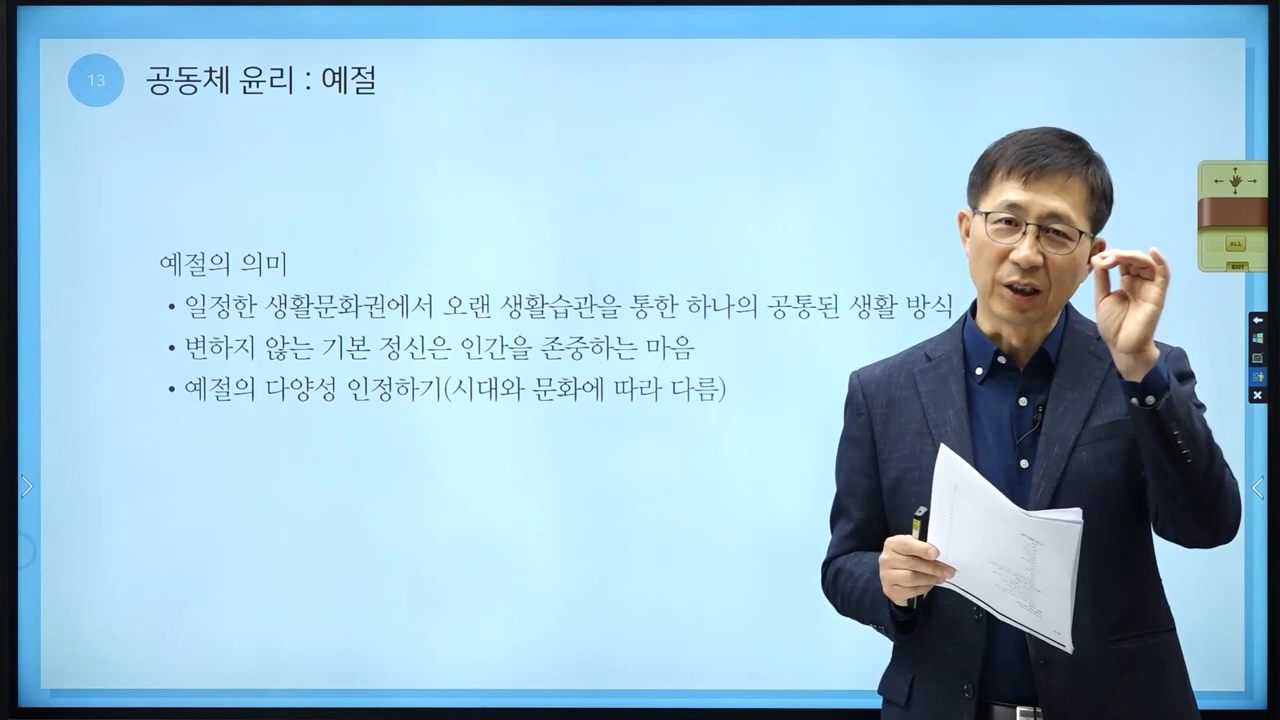 13
공동체 윤리 : 예절
예절의 의미
• 일정한 생활문화권에서 오랜 생활습관을 통한 하나의 공통된 생활 방식
• 변하지 않는 기본 정신은 인간을 존중하는 마음
• 예절의 다양성 인정하기(시대와 문화에 따라 다름)
ALL
EXIT